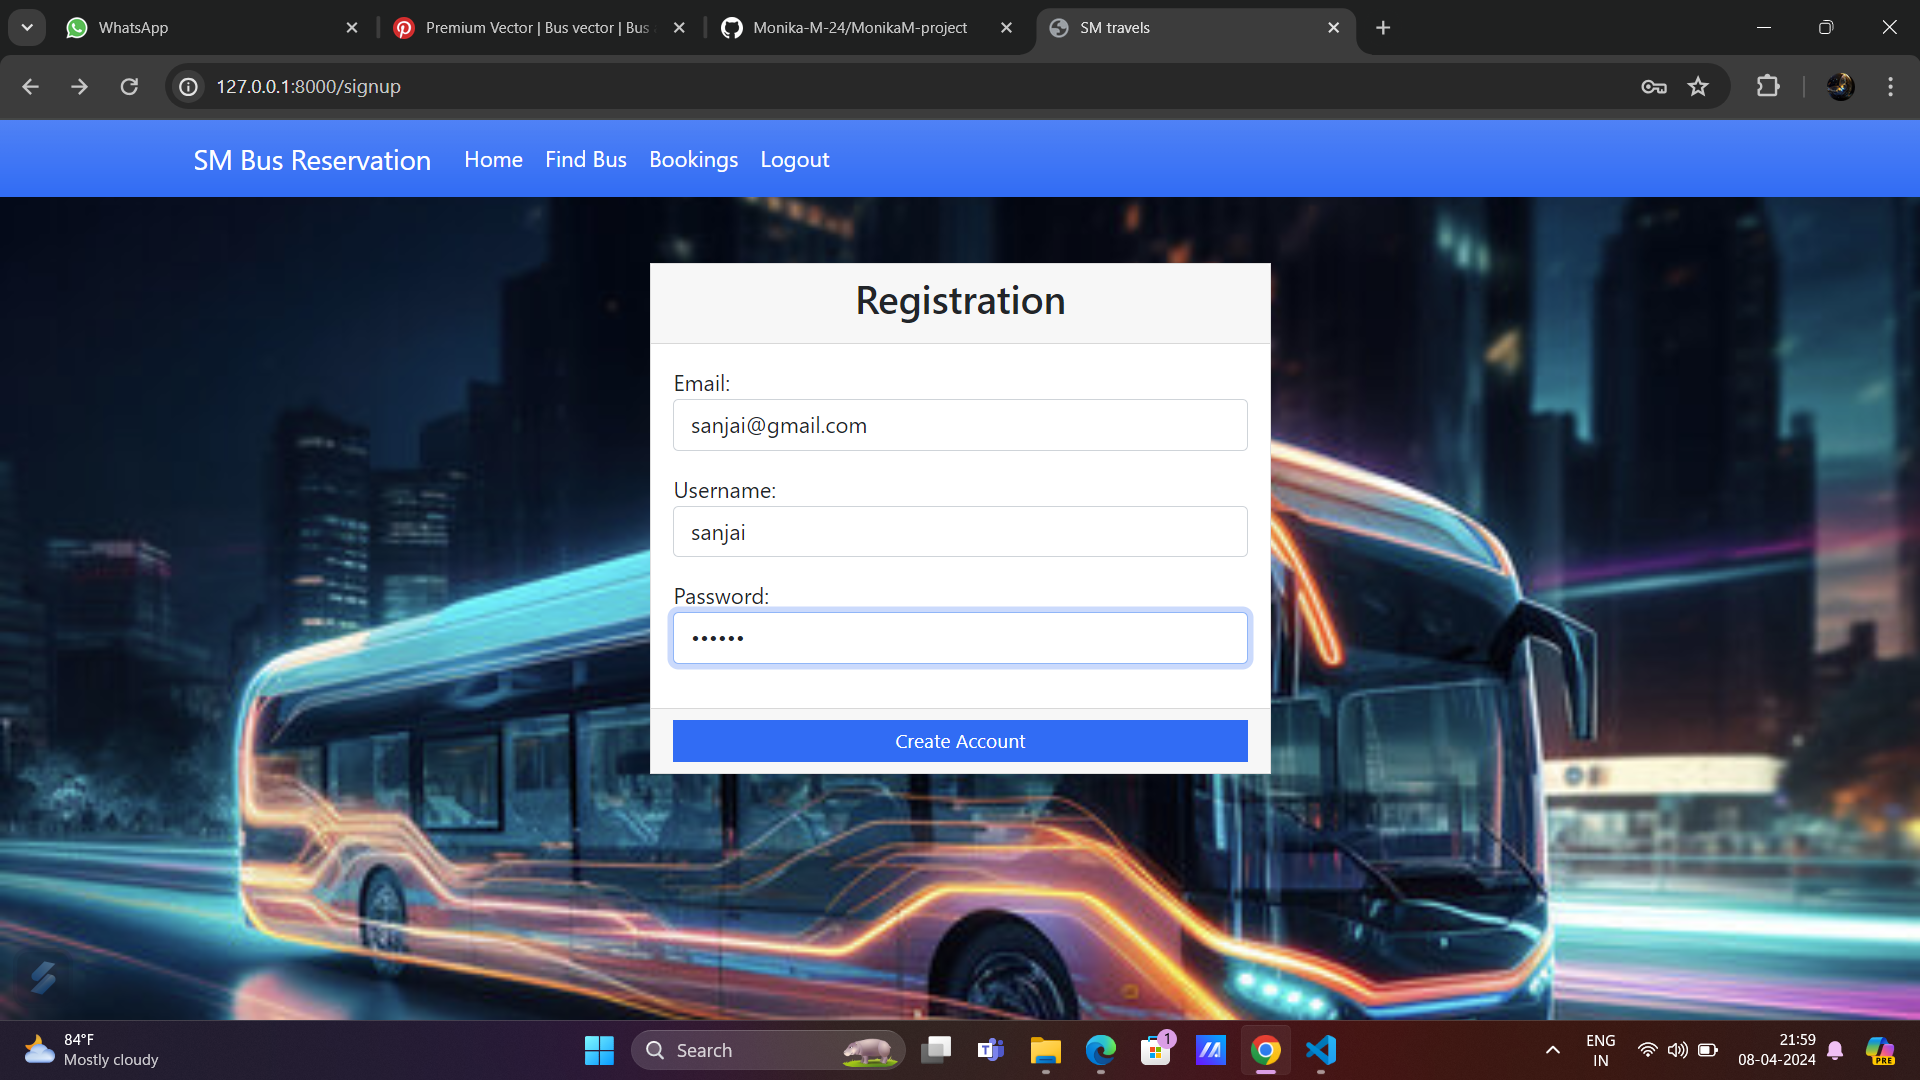 WhatsApp
Premium Vector | Bus vector | Bus
Monika-M-24/MonikaM-project
SM travels
127.0.0.1:8000/signup
SM Bus Reservation
Home
Find Bus
Bookings
Logout
Registration
Email:
sanjai@gmail.com
Username:
sanjai
Password:
••••••
Create Account
84°F
Mostly cloudy
Search
1
ENG
IN
21:59
08-04-2024
PRE